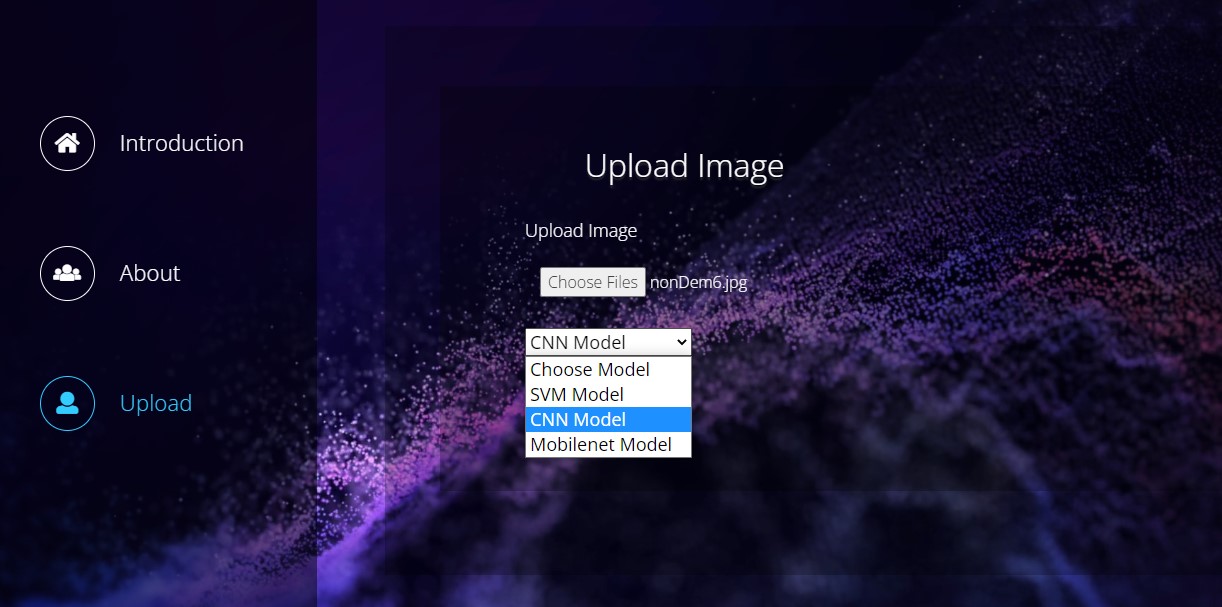 Introduction
About
Upload
Upload Image
Upload Image
Choose Files nonDem6.jpg
CNN Model
Choose Model
SVM Model
CNN Model
Mobilenet Model